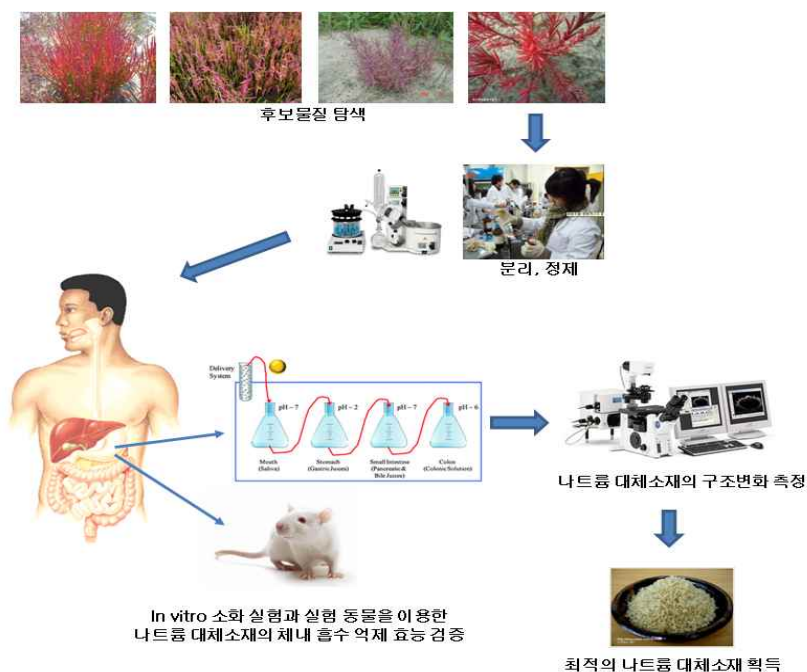 후보물질 탐색
분리, 정제
Delivery
System
pH - 7
pH - 2
pH - 7
pH - 6
Mouth
(Saliva)
Stomach
(Gastric Juices)
Small Intestine
(Pancreatic &
Bile Juices)
Colon
(Colonic Solution)
나트륨 대체소재의 구조변화 측정
In vitro 소화 실험과 실험 동물을 이용한
나트륨 대체소재의 체내 흡수 억제 효능 검증
최적의 나트륨 대체소재 획득